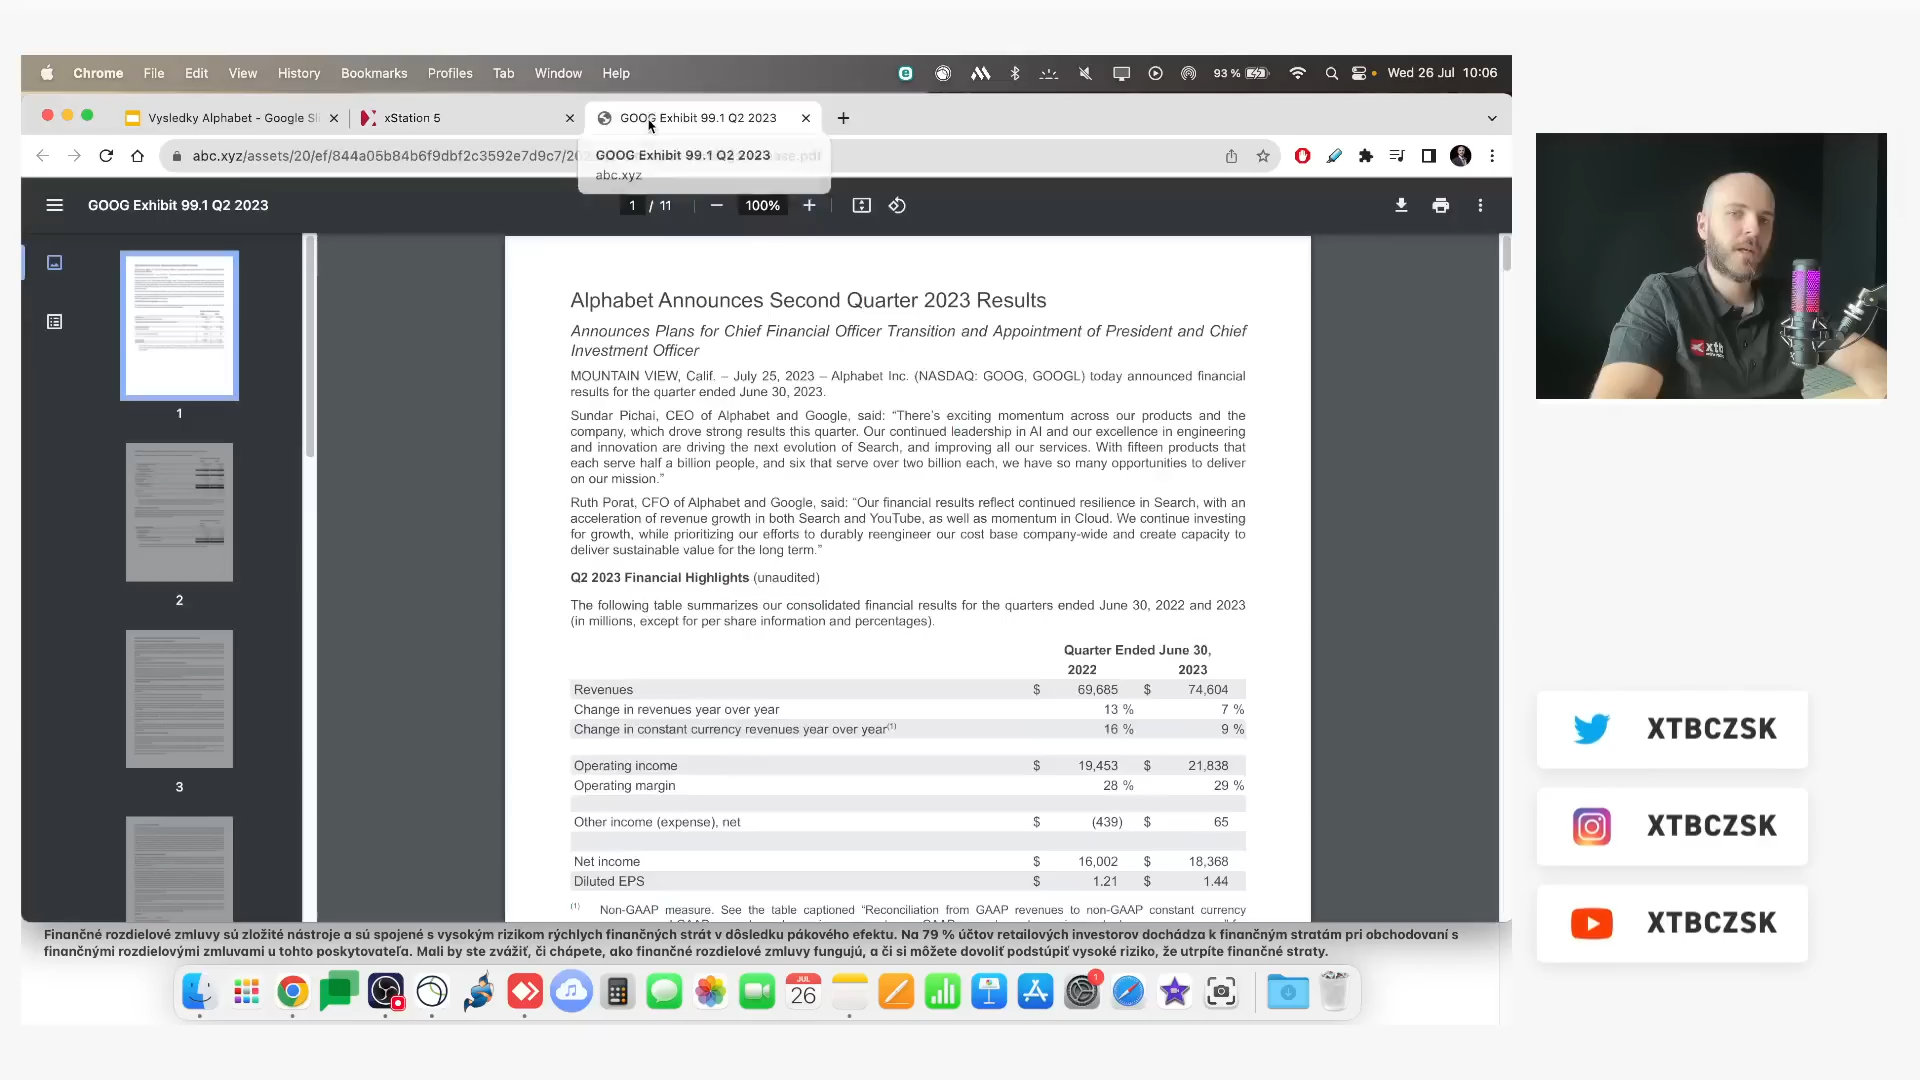 Chrome File Edit View History Bookmarks Profiles Tab Window Help 93 % Wed 26 Jul 10:06
Vysledky Alphabet - Google Sli xStation 5 GOOG Exhibit 99.1 Q2 2023
abc.xyz/assets/20/ef/844a05b84b6f9dbf2c3592e7d9c7/20
GOOG Exhibit 99.1 Q2 2023
abc.xyz
GOOG Exhibit 99.1 Q2 2023 1 / 11 100%
1
2
3
Alphabet Announces Second Quarter 2023 Results
Announces Plans for Chief Financial Officer Transition and Appointment of President and Chief
Investment Officer
MOUNTAIN VIEW, Calif. – July 25, 2023 – Alphabet Inc. (NASDAQ: GOOG, GOOGL) today announced financial
results for the quarter ended June 30, 2023.
Sundar Pichai, CEO of Alphabet and Google, said: “There’s exciting momentum across our products and the
company, which drove strong results this quarter. Our continued leadership in AI and our excellence in engineering
and innovation are driving the next evolution of Search, and improving all our services. With fifteen products that
each serve half a billion people, and six that serve over two billion each, we have so many opportunities to deliver
on our mission.”
Ruth Porat, CFO of Alphabet and Google, said: “Our financial results reflect continued resilience in Search, with an
acceleration of revenue growth in both Search and YouTube, as well as momentum in Cloud. We continue investing
for growth, while prioritizing our efforts to durably reengineer our cost base company-wide and create capacity to
deliver sustainable value for the long term.”
Q2 2023 Financial Highlights (unaudited)
The following table summarizes our consolidated financial results for the quarters ended June 30, 2022 and 2023
(in millions, except for per share information and percentages).
Quarter Ended June 30,
2022 2023
Revenues $ 69,685 $ 74,604
Change in revenues year over year 13 % 7 %
Change in constant currency revenues year over year(1) 16 % 9 %
Operating income $ 19,453 $ 21,838
Operating margin 28 % 29 %
Other income (expense), net $ (439) $ 65
Net income $ 16,002 $ 18,368
Diluted EPS $ 1.21 $ 1.44
(1) Non-GAAP measure. See the table captioned “Reconciliation from GAAP revenues to non-GAAP constant currency
Finančné rozdielové zmluvy sú zložité nástroje a sú spojené s vysokým rizikom rýchlych finančných strát v dôsledku pákového efektu. Na 79 % účtov retailových investorov dochádza k finančným stratám pri obchodovaní s
finančnými rozdielovými zmluvami u tohto poskytovateľa. Mali by ste zvážiť, či chápete, ako finančné rozdielové zmluvy fungujú, a či si môžete dovoliť podstúpiť vysoké riziko, že utrpíte finančné straty.
JUL
26
1
xtb
XTBCZSK
XTBCZSK
XTBCZSK